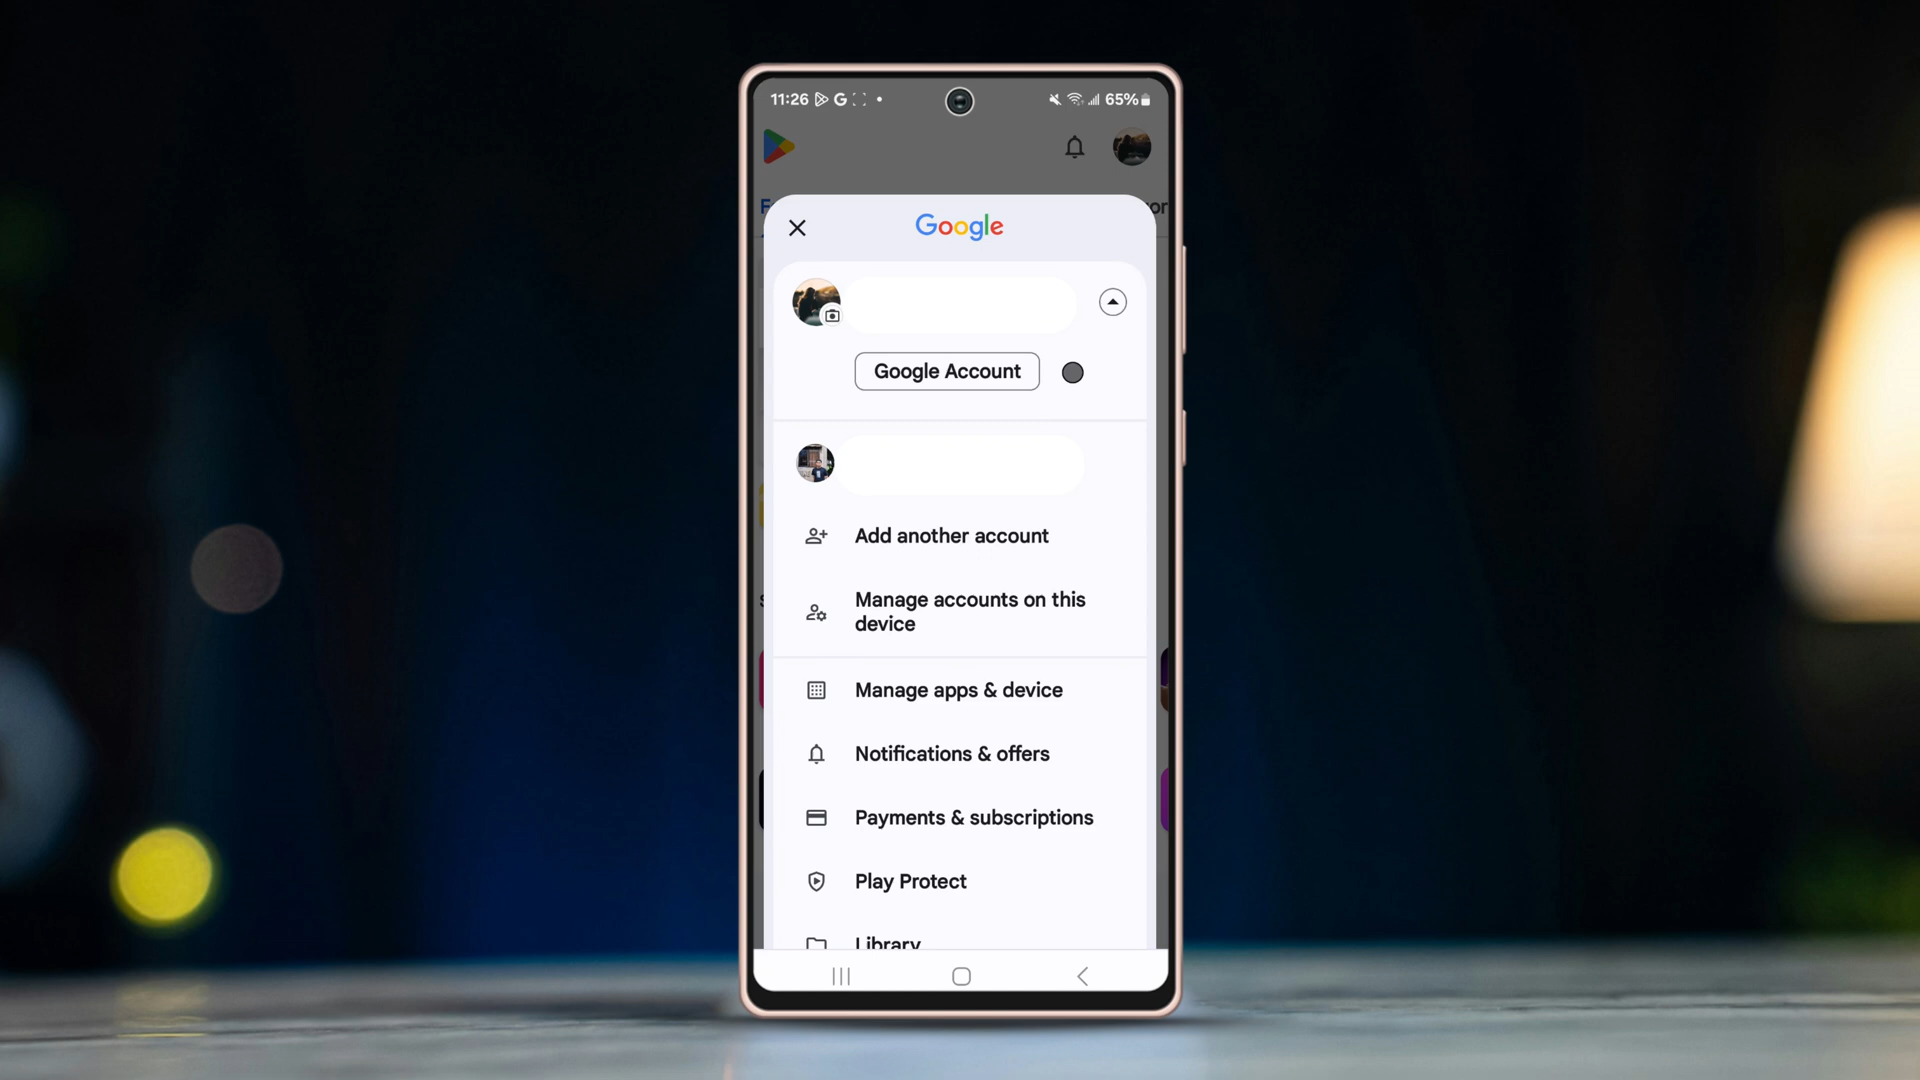 11:26
65%
Google
Google Account
Add another account
Manage accounts on this
device
Manage apps & device
Notifications & offers
Payments & subscriptions
Play Protect
Library